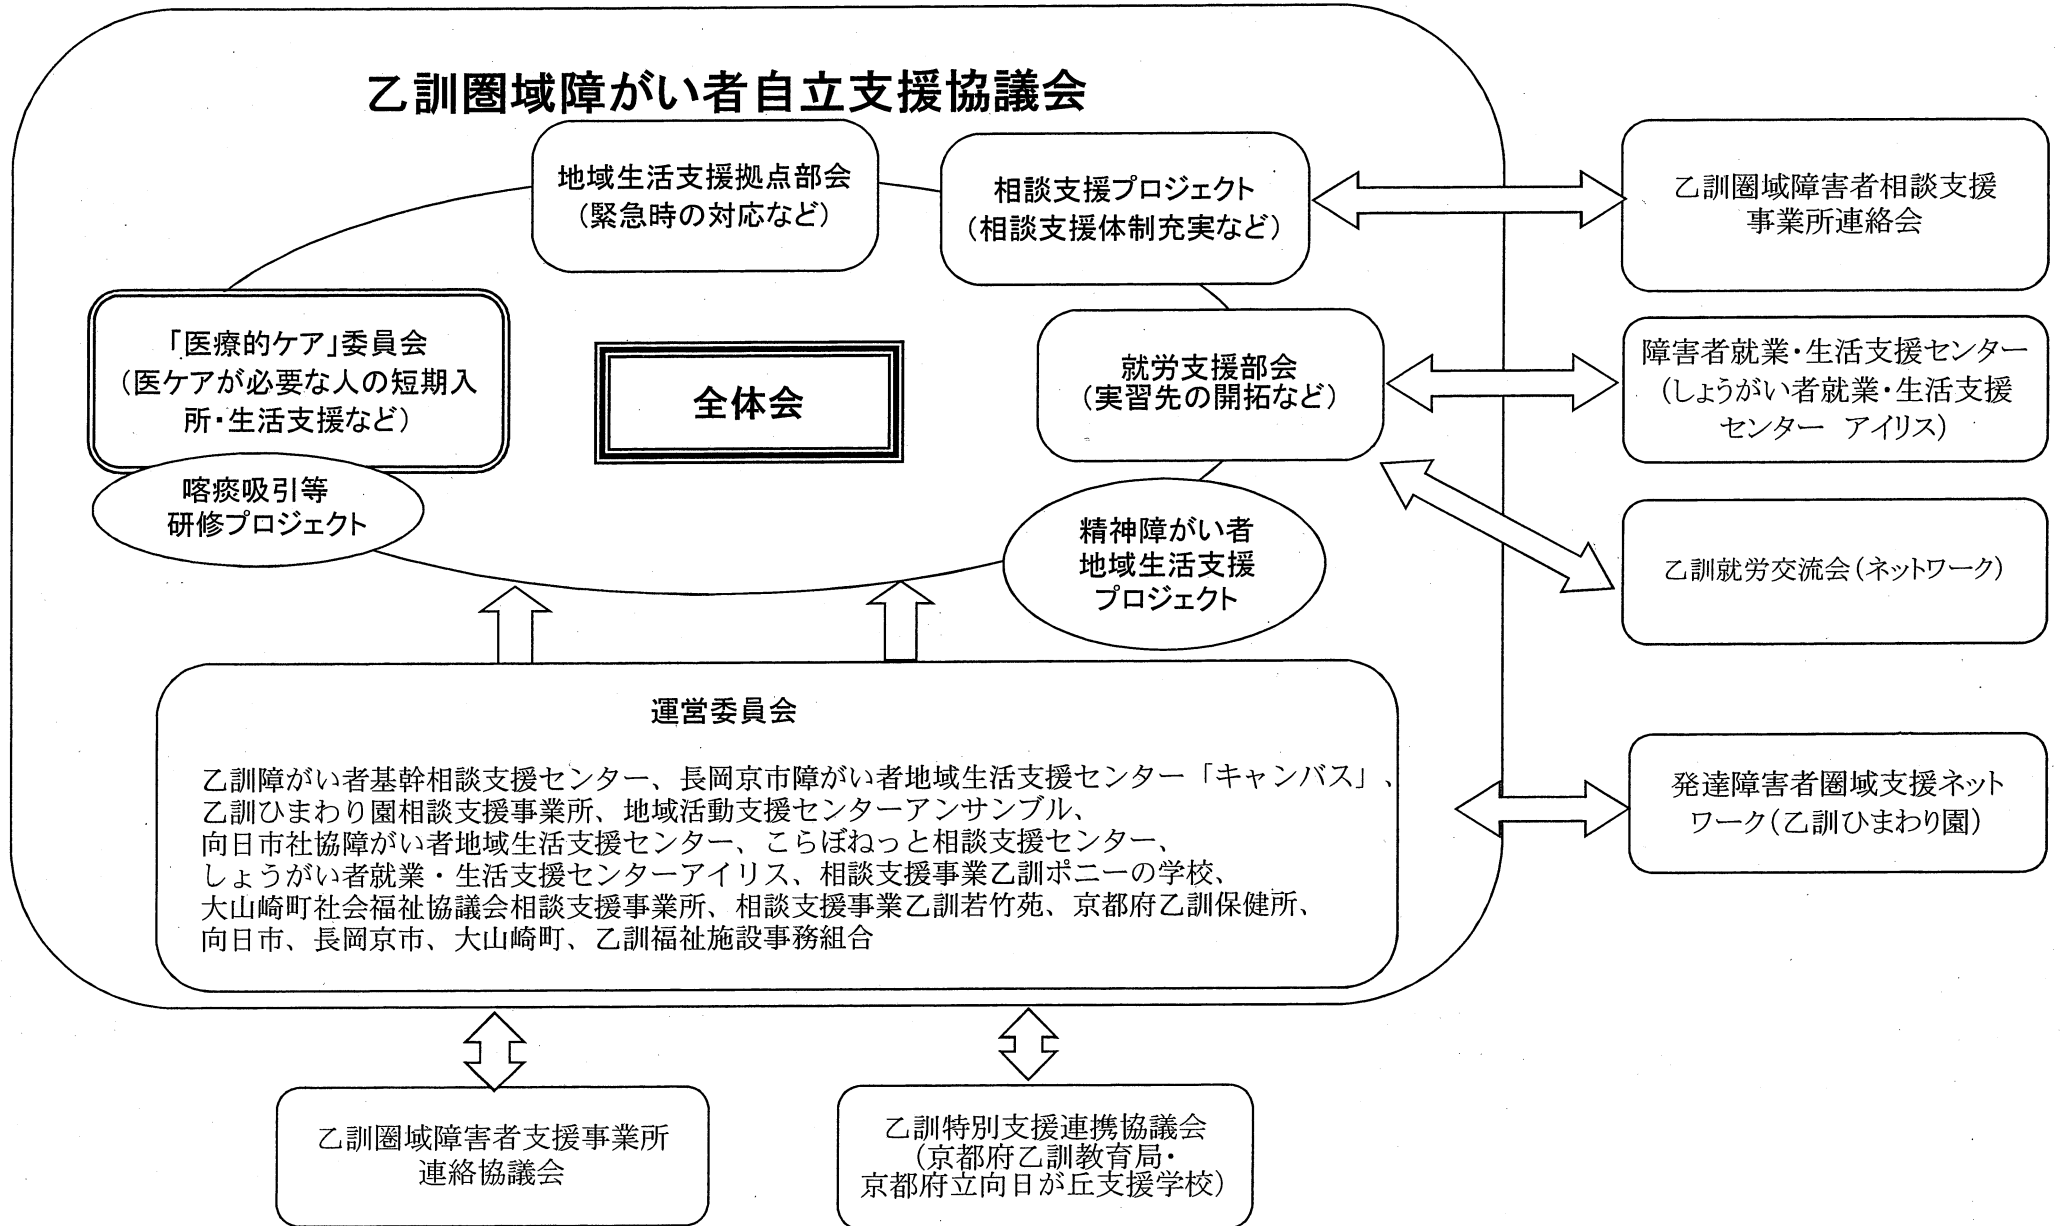 乙訓圏域障がい者自立支援協議会
地域生活支援拠点部会
(緊急時の対応など)
相談支援プロジェクト
(相談支援体制充実など)
乙訓圏域障害者相談支援
事業所連絡会
「医療的ケア」委員会
(医ケアが必要な人の短期入
所・生活支援など)
全体会
就労支援部会
(実習先の開拓など)
障害者就業・生活支援センター
(しょうがい者就業・生活支援
センター アイリス)
喀痰吸引等
研修プロジェクト
精神障がい者
地域生活支援
プロジェクト
乙訓就労交流会(ネットワーク)
運営委員会
乙訓障がい者基幹相談支援センター、長岡京市障がい者地域生活支援センター「キャンバス」、
乙訓ひまわり園相談支援事業所、地域活動支援センターアンサンブル、
向日市社協障がい者地域生活支援センター、こらぼねっと相談支援センター、
しょうがい者就業・生活支援センターアイリス、相談支援事業乙訓ポニーの学校、
大山崎町社会福祉協議会相談支援事業所、相談支援事業乙訓若竹苑、京都府乙訓保健所、
向日市、長岡京市、大山崎町、乙訓福祉施設事務組合
発達障害者圏域支援ネット
ワーク(乙訓ひまわり園)
乙訓圏域障害者支援事業所
連絡協議会
乙訓特別支援連携協議会
(京都府乙訓教育局・
京都府立向日が丘支援学校)